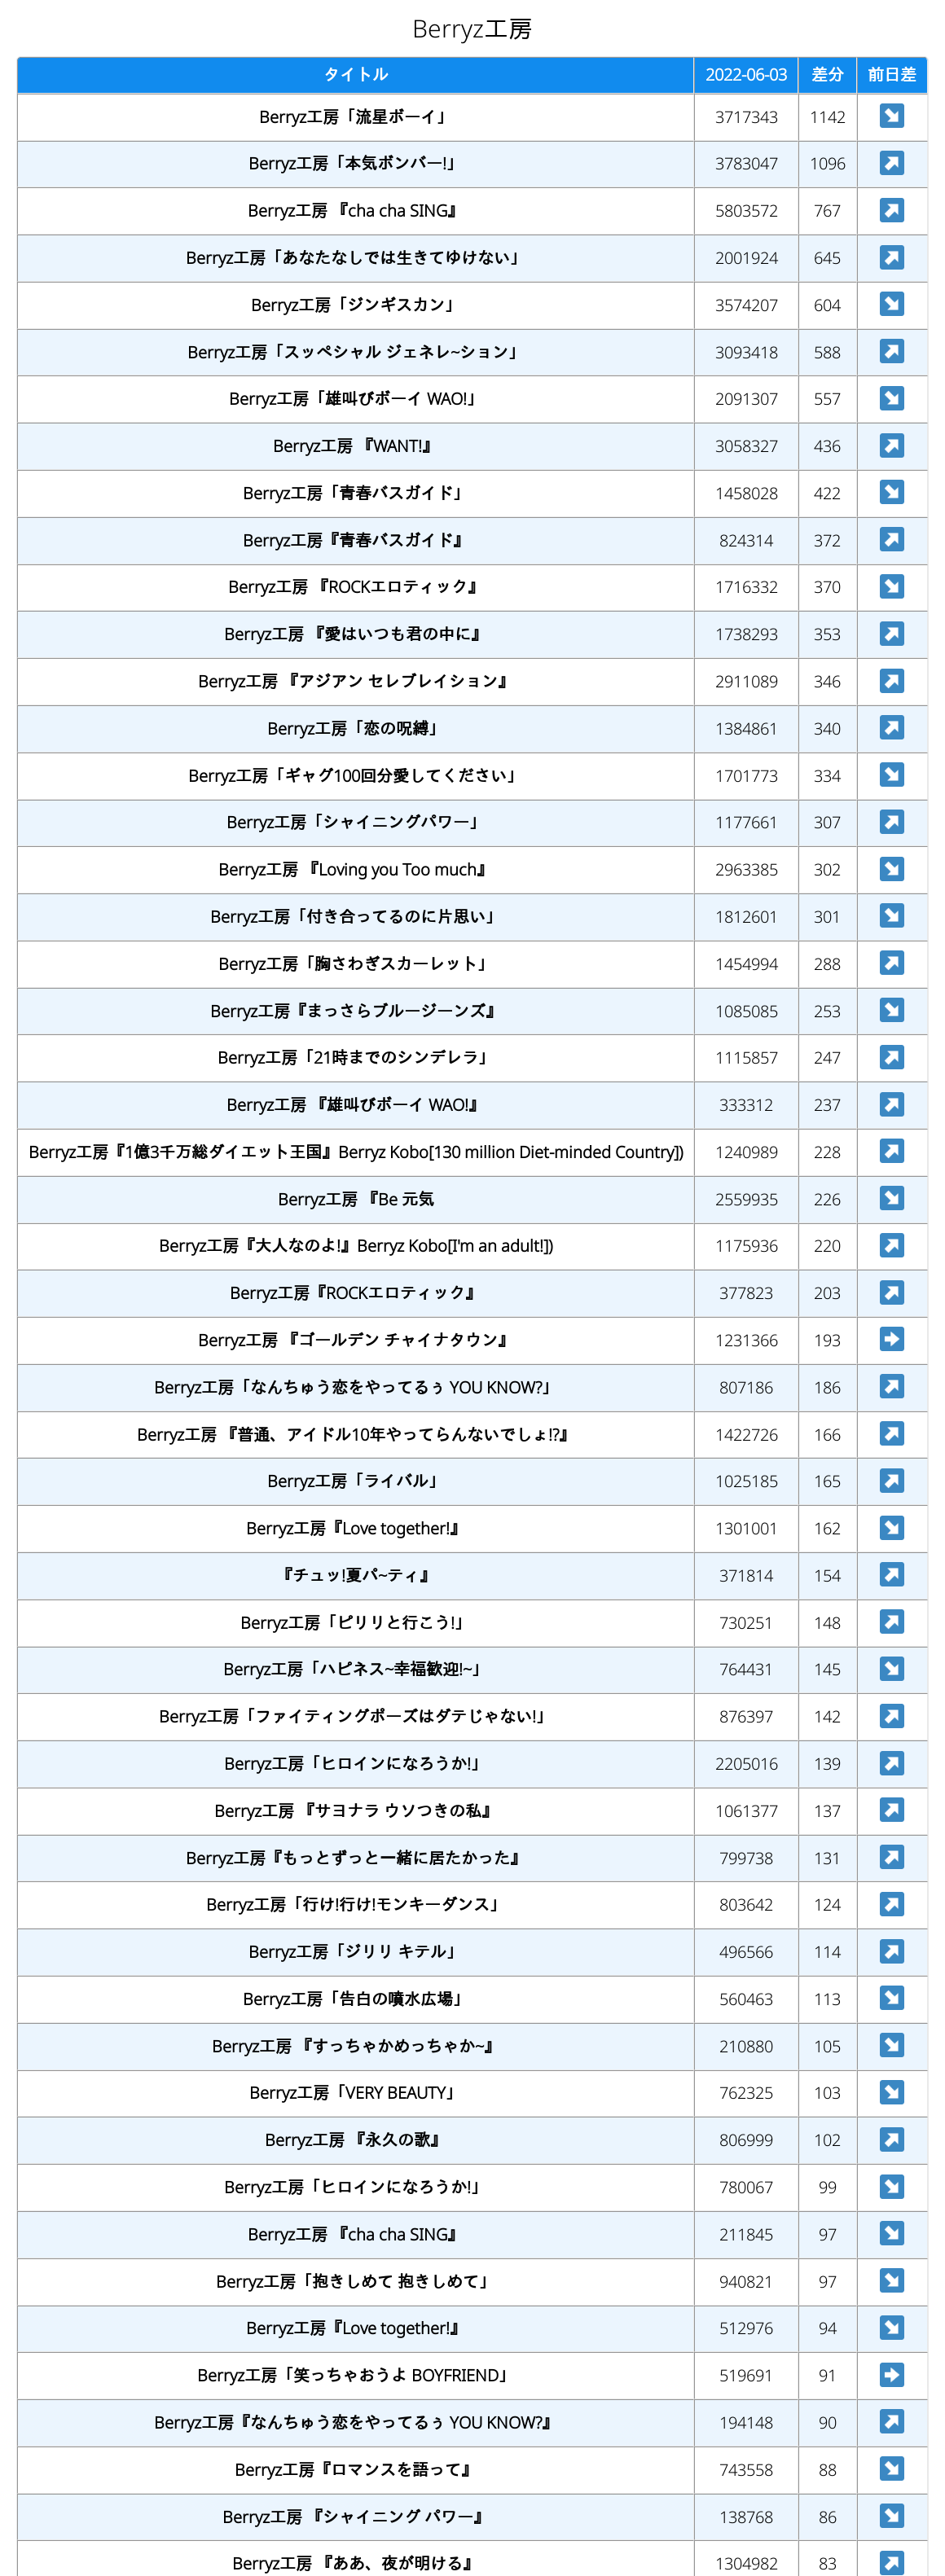 Berryz工房
タイトル 2022-06-03 差分 前日差
Berryz工房「流星ボーイ」 3717343 1142 ↘
Berryz工房「本気ボンバー!」 3783047 1096 ↗
Berryz工房 『cha cha SING』 5803572 767 ↗
Berryz工房「あなたなしでは生きてゆけない」 2001924 645 ↗
Berryz工房「ジンギスカン」 3574207 604 ↘
Berryz工房「スッペシャル ジェネレ~ション」 3093418 588 ↗
Berryz工房「雄叫びボーイ WAO!」 2091307 557 ↘
Berryz工房 『WANT!』 3058327 436 ↗
Berryz工房「青春バスガイド」 1458028 422 ↘
Berryz工房『青春バスガイド』 824314 372 ↗
Berryz工房 『ROCKエロティック』 1716332 370 ↘
Berryz工房 『愛はいつも君の中に』 1738293 353 ↗
Berryz工房 『アジアン セレブレイション』 2911089 346 ↗
Berryz工房「恋の呪縛」 1384861 340 ↗
Berryz工房「ギャグ100回分愛してください」 1701773 334 ↘
Berryz工房「シャイニングパワー」 1177661 307 ↗
Berryz工房 『Loving you Too much』 2963385 302 ↘
Berryz工房「付き合ってるのに片思い」 1812601 301 ↘
Berryz工房「胸さわぎスカーレット」 1454994 288 ↗
Berryz工房『まっさらブルージーンズ』 1085085 253 ↘
Berryz工房「21時までのシンデレラ」 1115857 247 ↗
Berryz工房 『雄叫びボーイ WAO!』 333312 237 ↗
Berryz工房『1億3千万総ダイエット王国』Berryz Kobo[130 million Diet-minded Country]) 1240989 228 ↗
Berryz工房 『Be 元気 2559935 226 ↘
Berryz工房『大人なのよ!』Berryz Kobo[I'm an adult!]) 1175936 220 ↗
Berryz工房『ROCKエロティック』 377823 203 ↗
Berryz工房 『ゴールデン チャイナタウン』 1231366 193 ➡
Berryz工房「なんちゅう恋をやってるぅ YOU KNOW?」 807186 186 ↗
Berryz工房 『普通、アイドル10年やってらんないでしょ!?』 1422726 166 ↗
Berryz工房「ライバル」 1025185 165 ↗
Berryz工房『Love together!』 1301001 162 ↘
『チュッ!夏パ~ティ』 371814 154 ↗
Berryz工房「ピリリと行こう!」 730251 148 ↗
Berryz工房「ハピネス~幸福歓迎!~」 764431 145 ↘
Berryz工房「ファイティングポーズはダテじゃない!」 876397 142 ↗
Berryz工房「ヒロインになろうか!」 2205016 139 ↗
Berryz工房 『サヨナラ ウソつきの私』 1061377 137 ↗
Berryz工房『もっとずっと一緒に居たかった』 799738 131 ↗
Berryz工房「行け!行け!モンキーダンス」 803642 124 ↗
Berryz工房「ジリリ キテル」 496566 114 ↗
Berryz工房「告白の噴水広場」 560463 113 ↘
Berryz工房 『すっちゃかめっちゃか~』 210880 105 ↘
Berryz工房「VERY BEAUTY」 762325 103 ↘
Berryz工房 『永久の歌』 806999 102 ↗
Berryz工房「ヒロインになろうか!」 780067 99 ↘
Berryz工房 『cha cha SING』 211845 97 ↘
Berryz工房「抱きしめて 抱きしめて」 940821 97 ↘
Berryz工房『Love together!』 512976 94 ↘
Berryz工房「笑っちゃおうよ BOYFRIEND」 519691 91 ➡
Berryz工房『なんちゅう恋をやってるぅ YOU KNOW?』 194148 90 ↗
Berryz工房『ロマンスを語って』 743558 88 ↘
Berryz工房 『シャイニング パワー』 138768 86 ↘
Berryz工房 『ああ、夜が明ける』 1304982 83 ↗